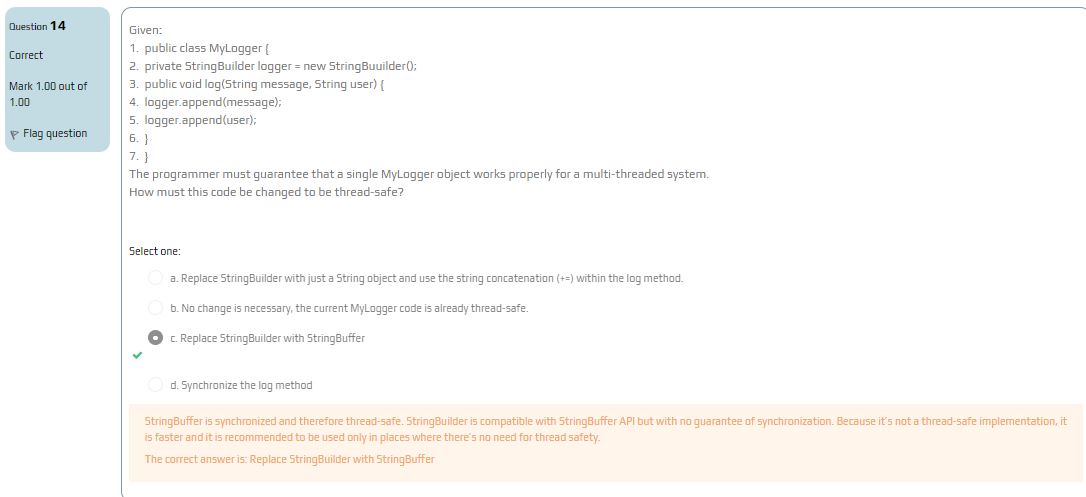 Question 14
Correct
Mark 1.00 out of
1.00
Flag question
Given:
1. public class MyLogger {
2. private StringBuilder logger = new StringBuuilder();
3. public void log(String message, String user) {
4. logger.append(message);
5. logger.append(user);
6. }
7. }
The programmer must guarantee that a single MyLogger object works properly for a multi-threaded system.
How must this code be changed to be thread-safe?
Select one:
a. Replace StringBuilder with just a String object and use the string concatenation (+=) within the log method.
b. No change is necessary, the current MyLogger code is already thread-safe.
c. Replace StringBuilder with StringBuffer
d. Synchronize the log method
StringBuffer is synchronized and therefore thread-safe. StringBuilder is compatible with StringBuffer API but with no guarantee of synchronization. Because it's not a thread-safe implementation, it
is faster and it is recommended to be used only in places where there's no need for thread safety.
The correct answer is: Replace StringBuilder with StringBuffer